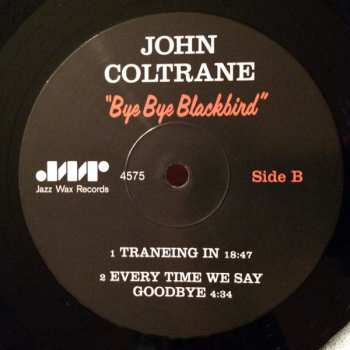 JOHN
COLTRANE
"Bye Bye Blackbird"
Jazz Wax Records
4575
Side B
1 TRANEING IN 18:47
2 EVERY TIME WE SAY
GOODBYE 4:34